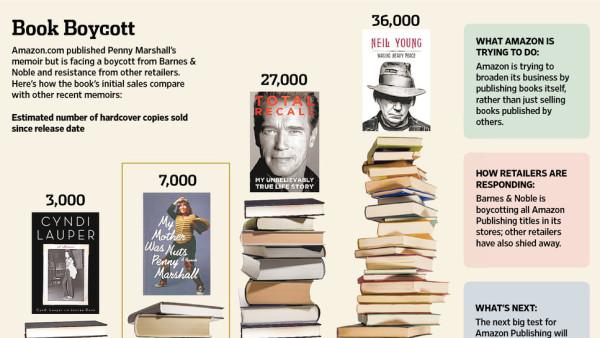 Book Boycott
Amazon.com published Penny Marshall's
memoir but is facing a boycott from Barnes &
Noble and resistance from other retailers.
Here's how the book's initial sales compare
with other recent memoirs:
Estimated number of hardcover copies sold
since release date
3,000
CYNDI
LAUPER
A Memoir
Cyndi Lauper with Jancee Dunn
7,000
My
Mother
Was Nuts
Penny
Marshall
27,000
TOTAL
RECALL
MY UNBELIEVABLY
TRUE LIFE STORY
36,000
NEIL YOUNG
WAGING HEAVY PEACE
WHAT AMAZON IS
TRYING TO DO:
Amazon is trying to
broaden its business by
publishing books itself,
rather than just selling
books published by
others.
HOW RETAILERS ARE
RESPONDING:
Barnes & Noble is
boycotting all Amazon
Publishing titles in its
stores; other retailers
have also shied away.
WHAT'S NEXT:
The next big test for
Amazon Publishing will